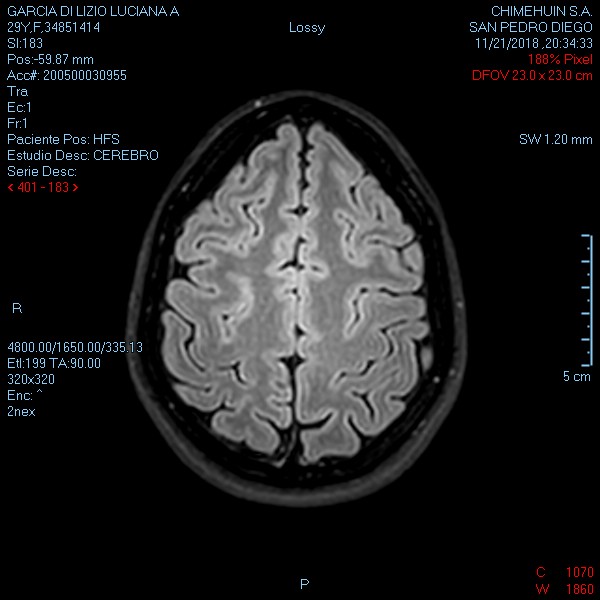 GARCIA DI LIZIO LUCIANA A
29Y,F,34851414
Sl:183
Pos:-59.87 mm
Acc#: 200500030955
Tra
Ec:1
Fr:1
Paciente Pos: HFS
Estudio Desc: CEREBRO
Serie Desc:
< 401 - 183 >
Lossy
CHIMEHUIN S.A.
SAN PEDRO DIEGO
11/21/2018 ,20:34:33
188% Pixel
DFOV 23.0 x 23.0 cm
SW 1.20 mm
R
4800.00/1650.00/335.13
Etl:199 TA:90.00
320x320
Enc: ^
2nex
5 cm
P
C 1070
W 1860